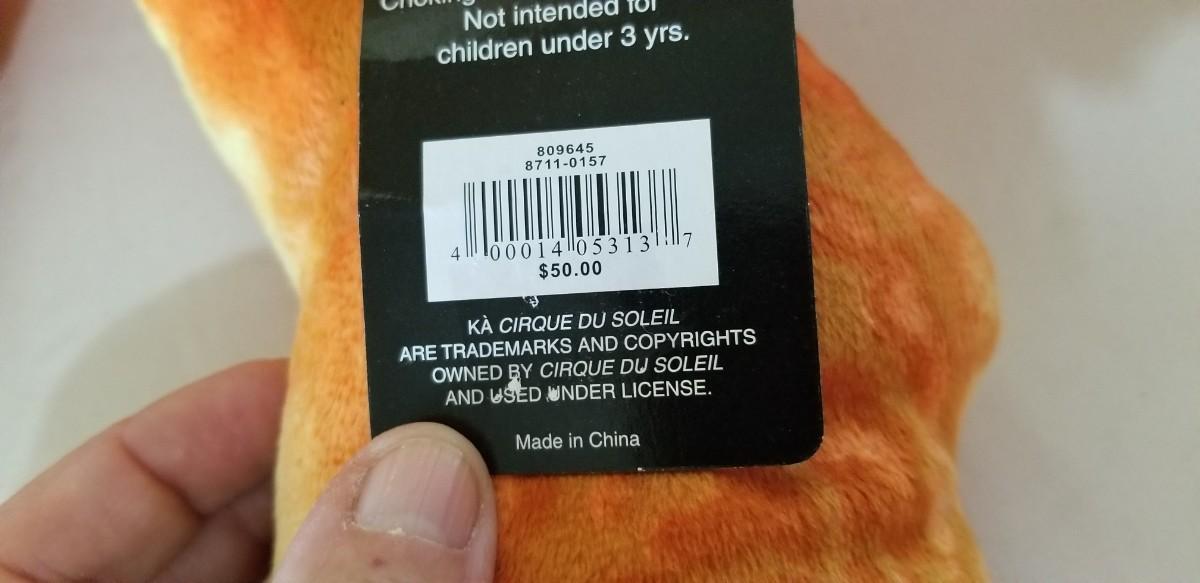 Choking
Not intended for
children under 3 yrs.
809645
8711-0157
4 00014 05313 7
$50.00
KÀ CIRQUE DU SOLEIL
ARE TRADEMARKS AND COPYRIGHTS
OWNED BY CIRQUE DU SOLEIL
AND USED UNDER LICENSE.
Made in China